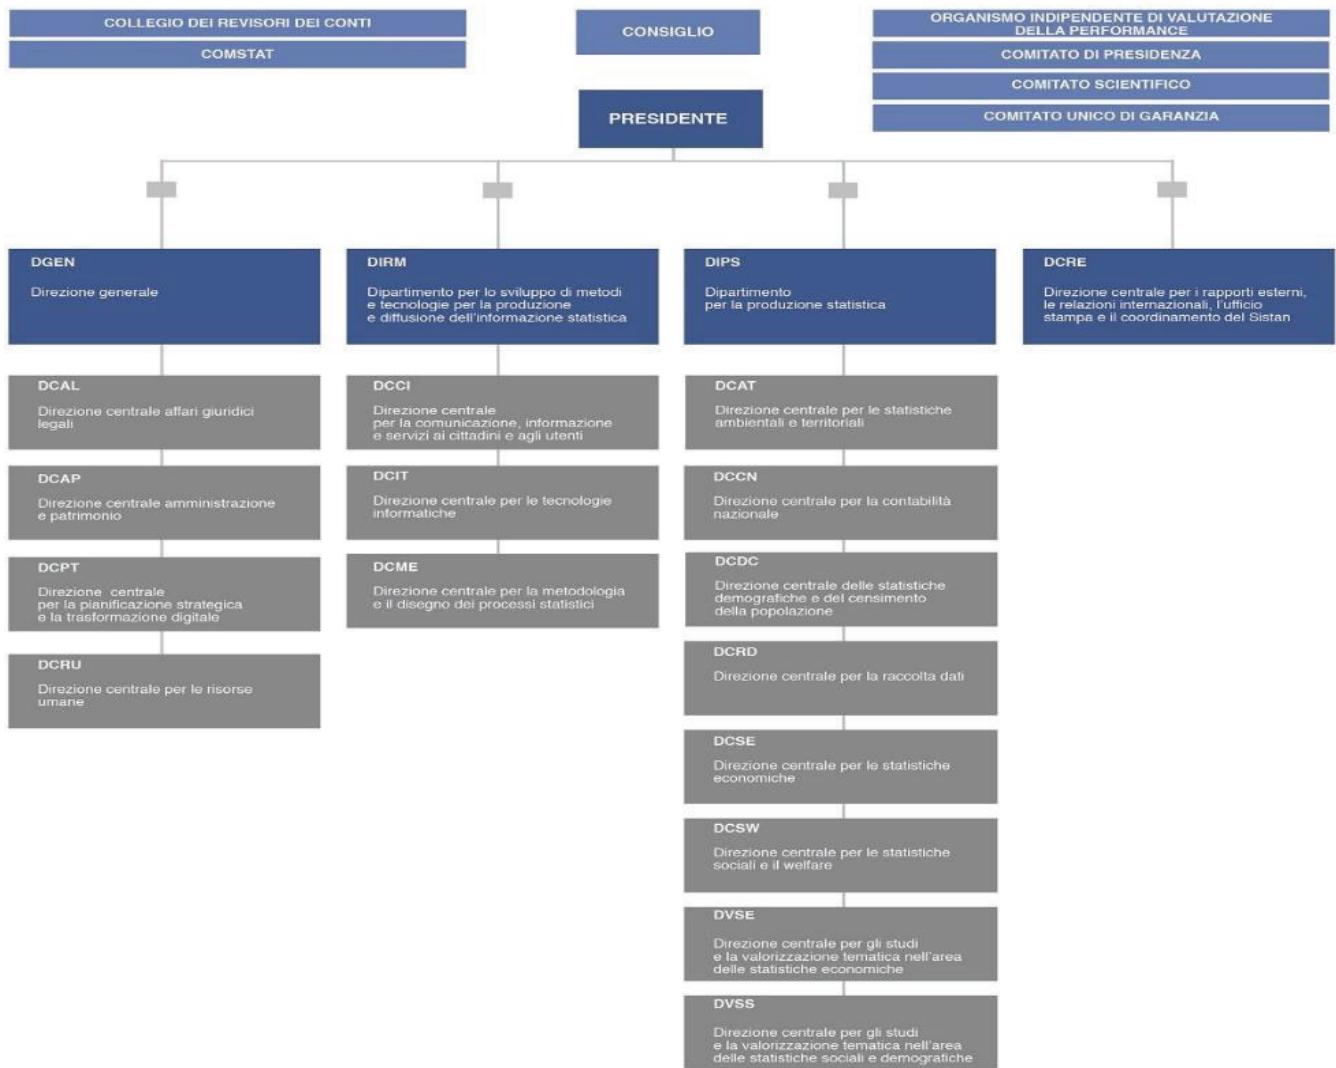 COLLEGIO DEI REVISORI DEI CONTI
COMSTAT
CONSIGLIO
ORGANISMO INDIPENDENTE DI VALUTAZIONE
DELLA PERFORMANCE
COMITATO DI PRESIDENZA
COMITATO SCIENTIFICO
COMITATO UNICO DI GARANZIA
PRESIDENTE
DGEN
Direzione generale
DCAL
Direzione centrale affari giuridici
legali
DCAP
Direzione centrale amministrazione
e patrimonio
DCPT
Direzione centrale
per la pianificazione strategica
e la trasformazione digitale
DCRU
Direzione centrale per le risorse
umane
DIRM
Dipartimento per lo sviluppo di metodi
e tecnologie per la produzione
e diffusione dell'informazione statistica
DCCI
Direzione centrale
per la comunicazione, informazione
e servizi ai cittadini e agli utenti
DCIT
Direzione centrale per le tecnologie
informatiche
DCME
Direzione centrale per la metodologia
e il disegno dei processi statistici
DIPS
Dipartimento
per la produzione statistica
DCAT
Direzione centrale per le statistiche
ambientali e territoriali
DCCN
Direzione centrale per la contabilità
nazionale
DCDC
Direzione centrale delle statistiche
demografiche e del censimento
della popolazione
DCRD
Direzione centrale per la raccolta dati
DCSE
Direzione centrale per le statistiche
economiche
DCSW
Direzione centrale per le statistiche
sociali e il welfare
DVSE
Direzione centrale per gli studi
e la valorizzazione tematica nell'area
delle statistiche economiche
DVSS
Direzione centrale per gli studi
e la valorizzazione tematica nell'area
delle statistiche sociali e demografiche
DCRE
Direzione centrale per i rapporti esterni,
le relazioni internazionali, l'ufficio
stampa e il coordinamento del Sistan